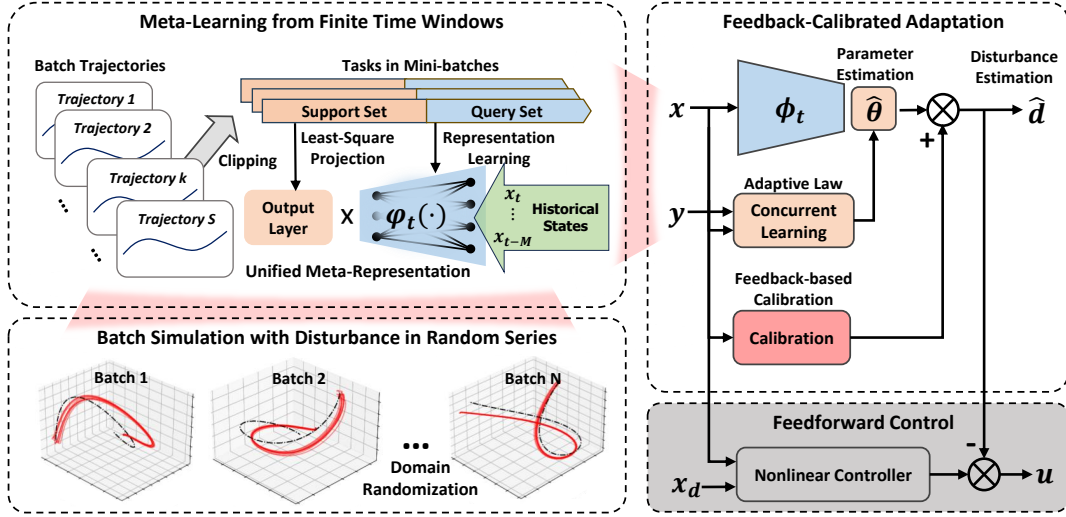 Meta-Learning from Finite Time Windows
Batch Trajectories
Trajectory 1
Trajectory 2
Trajectory k
Trajectory S
...
...
Clipping
Tasks in Mini-batches
Support Set
Query Set
Least-Square
Projection
Representation
Learning
Output
Layer
X
φₜ(·)
xₜ
⋮
xₜ₋M
Historical
States
Unified Meta-Representation
Batch Simulation with Disturbance in Random Series
Batch 1
Batch 2
Batch N
...
Domain
Randomization
Feedback-Calibrated Adaptation
Parameter
Estimation
Disturbance
Estimation
x
ϕₜ
θ̂
+
d̂
y
Adaptive Law
Concurrent
Learning
Feedback-based
Calibration
Calibration
Feedforward Control
-
x_d
Nonlinear Controller
u